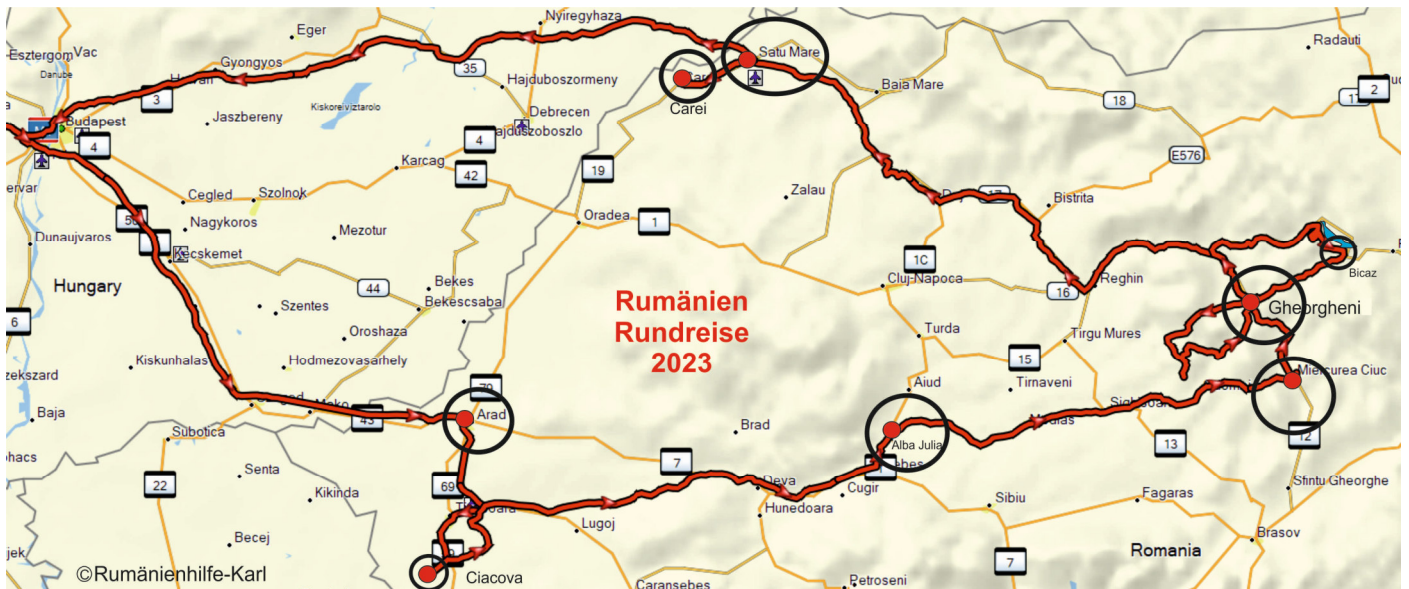 Nyiregyhaza
Radauti
Eger
Esztergom
Vac
Satu Mare
Danube
Gyongyos
35
Hajduboszormeny
Carei
Baia Mare
2
3
Kiskoreiviztarolo
18
Debrecen
Budapest
Jaszbereny
4
4
E576
Karcag
42
19
Zalau
Cegled
Szolnok
Bistrita
Oradea
1
Nagykoros
Dunaujvaros
Mezotur
1C
Bicaz
Cluj-Napoca
Reghin
Hungary
44
Bekes
16
Gheorgheni
Szentes
Bekescsaba
Rumänien
Rundreise
2023
6
Oroshaza
Turda
Tirgu Mures
15
Kiskunhalas
Hodmezovasarhely
Miercurea Ciuc
Aiud
Tirnaveni
Baja
Arad
43
Subotica
Brad
Alba Julia
13
12
7
Senta
22
69
Deva
Cugir
Sfintu Gheorghe
Kikinda
Hunedoara
Sibiu
Fagaras
Lugoj
Becej
Brasov
Romania
7
©Rumänienhilfe-Karl
Ciacova
Caransebes
Petroseni